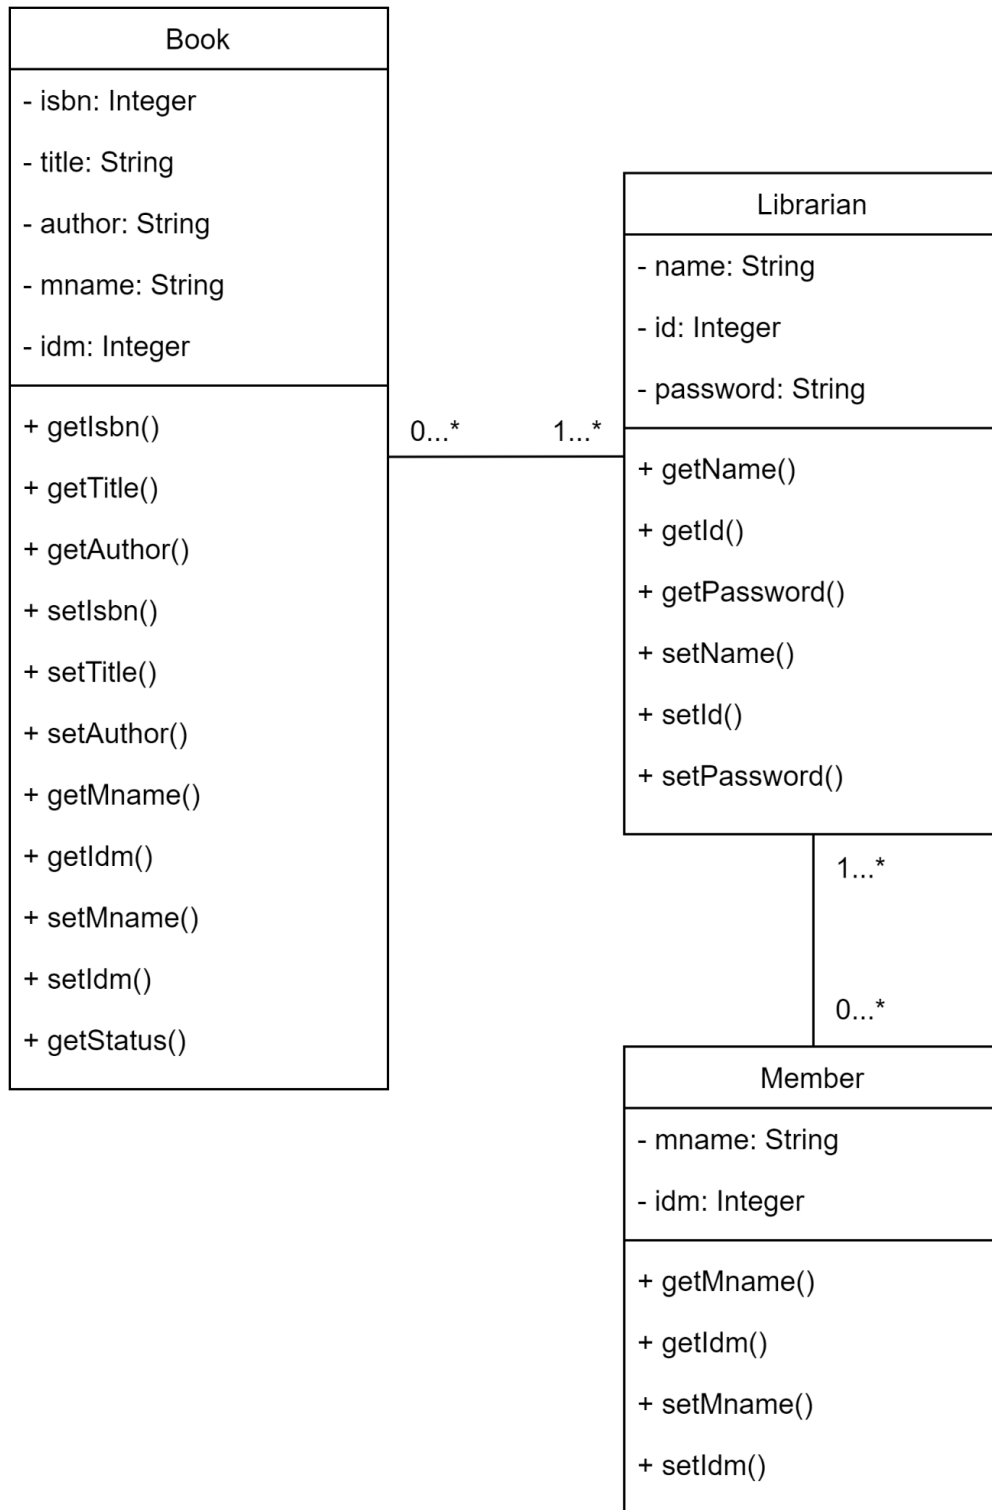 Book
- isbn: Integer
- title: String
- author: String
- mname: String
- idm: Integer
+ getIsbn()
+ getTitle()
+ getAuthor()
+ setIsbn()
+ setTitle()
+ setAuthor()
+ getMname()
+ getIdm()
+ setMname()
+ setIdm()
+ getStatus()
0...* 1...*
Librarian
- name: String
- id: Integer
- password: String
+ getName()
+ getId()
+ getPassword()
+ setName()
+ setId()
+ setPassword()
1...*
0...*
Member
- mname: String
- idm: Integer
+ getMname()
+ getIdm()
+ setMname()
+ setIdm()